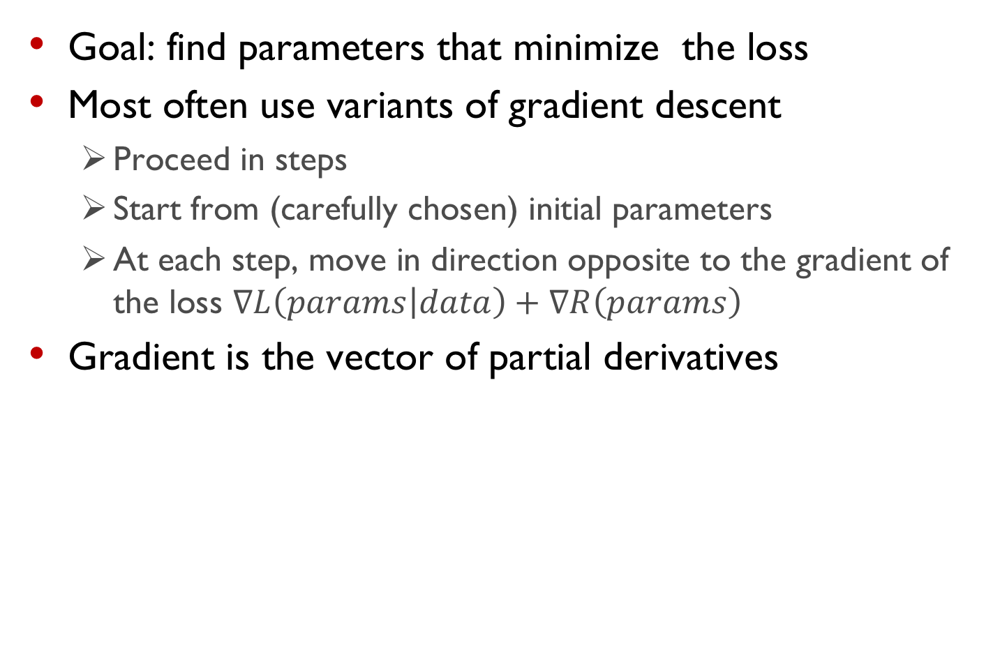 • Goal: find parameters that minimize  the loss
• Most often use variants of gradient descent
➢ Proceed in steps
➢ Start from (carefully chosen) initial parameters
➢ At each step, move in direction opposite to the gradient of
the loss ∇L(params|data) + ∇R(params)
• Gradient is the vector of partial derivatives